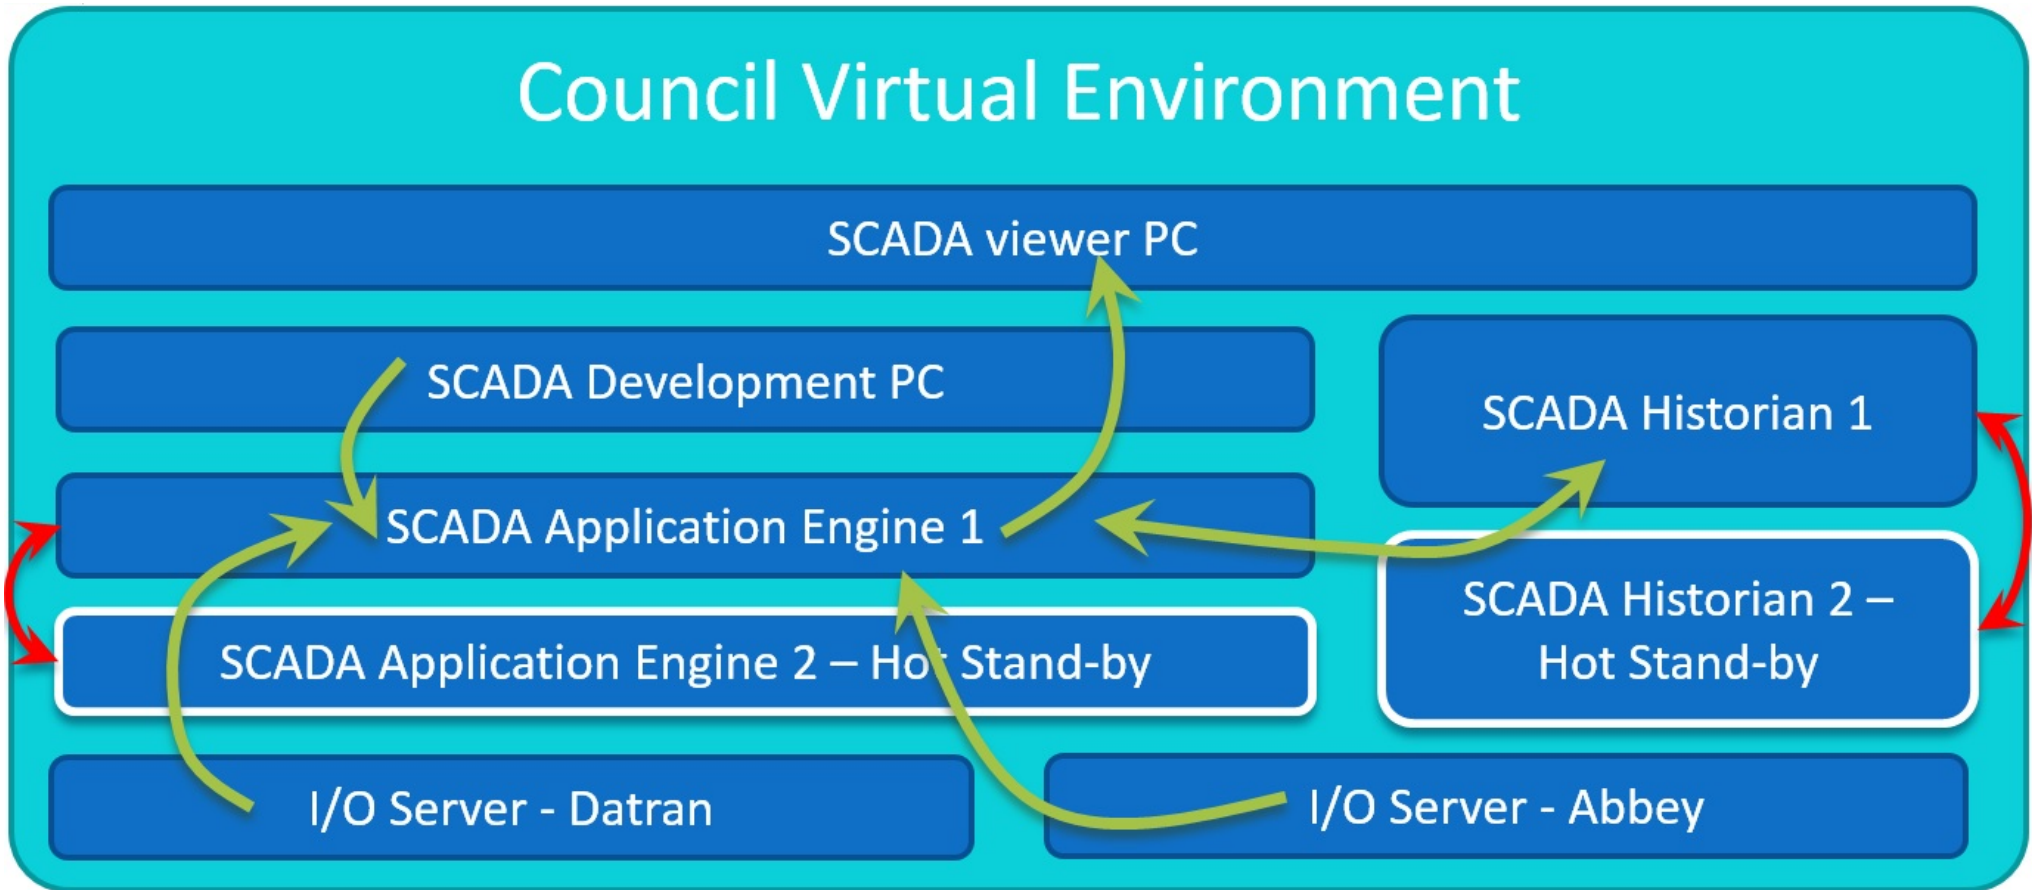 Council Virtual Environment
SCADA viewer PC
SCADA Development PC
SCADA Historian 1
SCADA Application Engine 1
SCADA Historian 2 –
Hot Stand-by
SCADA Application Engine 2 – Hot Stand-by
I/O Server - Datran
I/O Server - Abbey